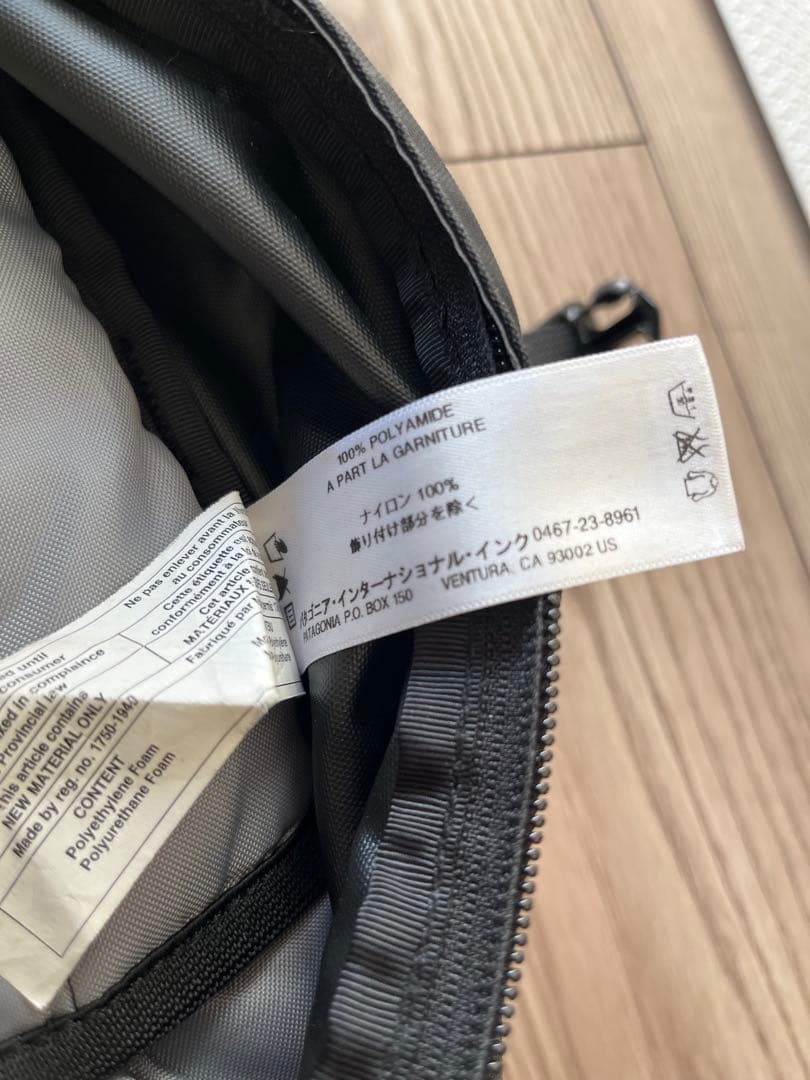 100% POLYAMIDE
A PART LA GARNITURE
ナイロン 100%
飾り付け部分を除く
パタゴニア・インターナショナル・インク 0467-23-8961
PATAGONIA P.O. BOX 150 VENTURA, CA 93002 US
Ne pas enlever avant la
au consommateur
Cette étiquette est
conformément à la
Cet article
MATÉRIAUX
Fabriqué par
until
consumer
in complaince
Provincial law
this article contains
NEW MATERIAL ONLY
Made by reg. no. 1750-1940
CONTENT
Polyethylene Foam
Polyurethane Foam